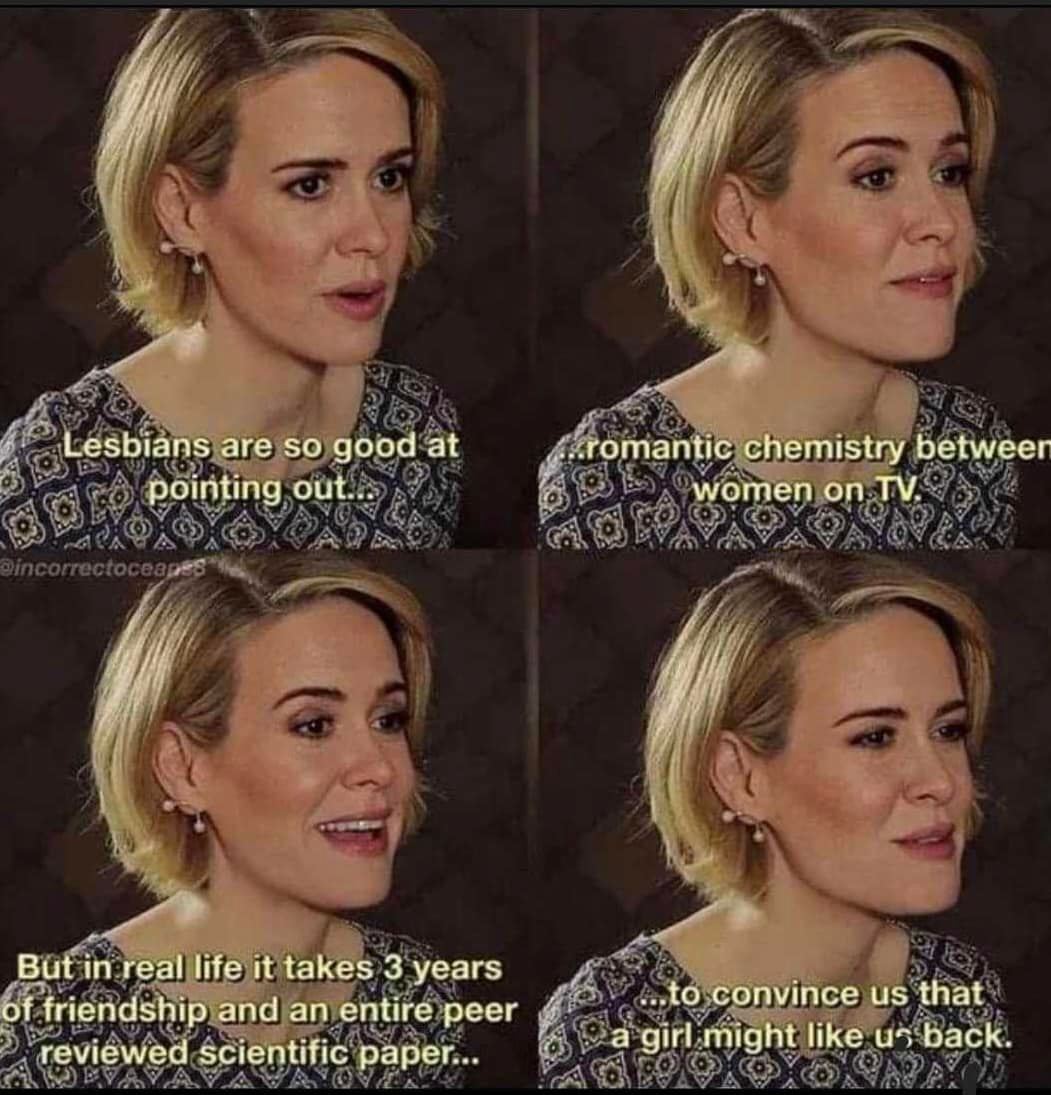 Lesbians are so good at
pointing out...
...romantic chemistry between
women on TV.
But in real life it takes 3 years
of friendship and an entire peer
reviewed scientific paper...
...to convince us that
a girl might like us back.